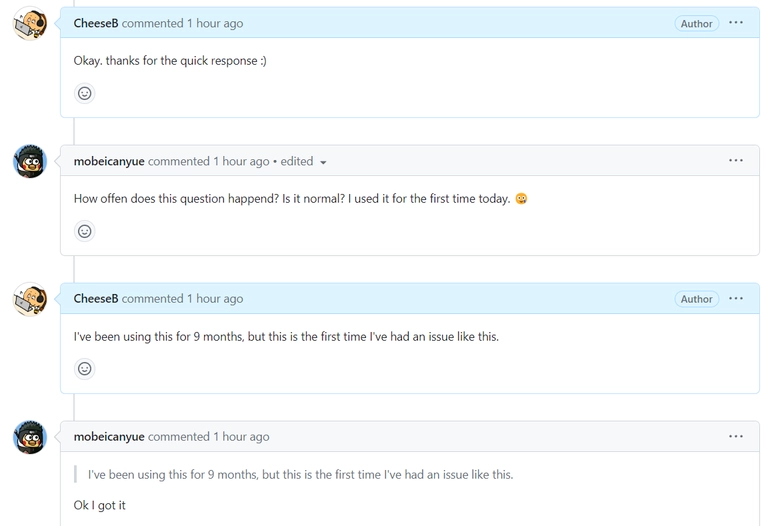 CheeseB commented 1 hour ago
Author
Okay. thanks for the quick response :)
mobeicanyue commented 1 hour ago • edited
How offen does this question happend? Is it normal? I used it for the first time today.
CheeseB commented 1 hour ago
Author
I've been using this for 9 months, but this is the first time I've had an issue like this.
mobeicanyue commented 1 hour ago
I've been using this for 9 months, but this is the first time I've had an issue like this.
Ok I got it